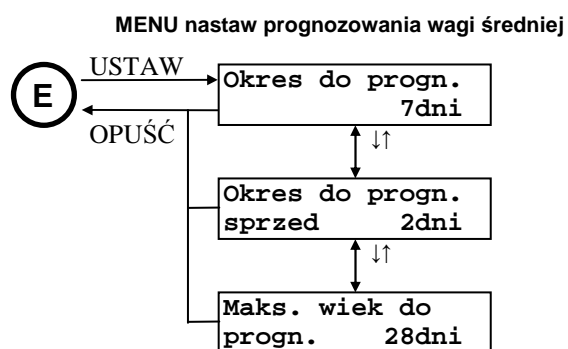 MENU nastaw prognozowania wagi średniej
USTAW
E
OPUŚĆ
Okres do progn.
7dni
↓↑
Okres do progn.
sprzed 2dni
↓↑
Maks. wiek do
progn. 28dni